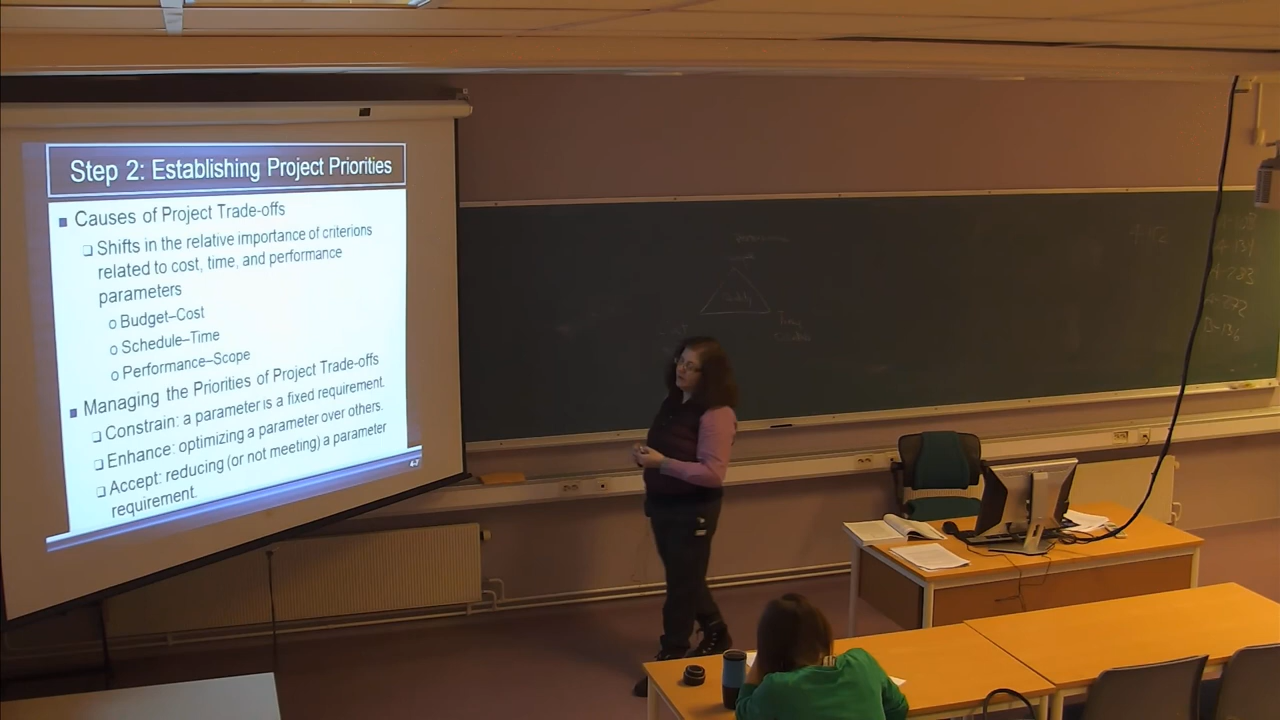 Step 2: Establishing Project Priorities
Causes of Project Trade-offs
Shifts in the relative importance of criterions
related to cost, time, and performance
parameters
Budget–Cost
Schedule–Time
Performance–Scope
Managing the Priorities of Project Trade-offs
Constrain: a parameter is a fixed requirement.
Enhance: optimizing a parameter over others.
Accept: reducing (or not meeting) a parameter
requirement.
4-7